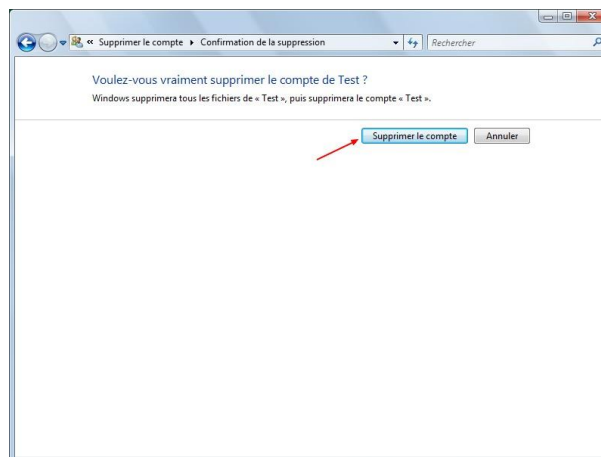 « Supprimer le compte Confirmation de la suppression Rechercher
Voulez-vous vraiment supprimer le compte de Test ?
Windows supprimera tous les fichiers de « Test », puis supprimera le compte « Test ».
Supprimer le compte Annuler